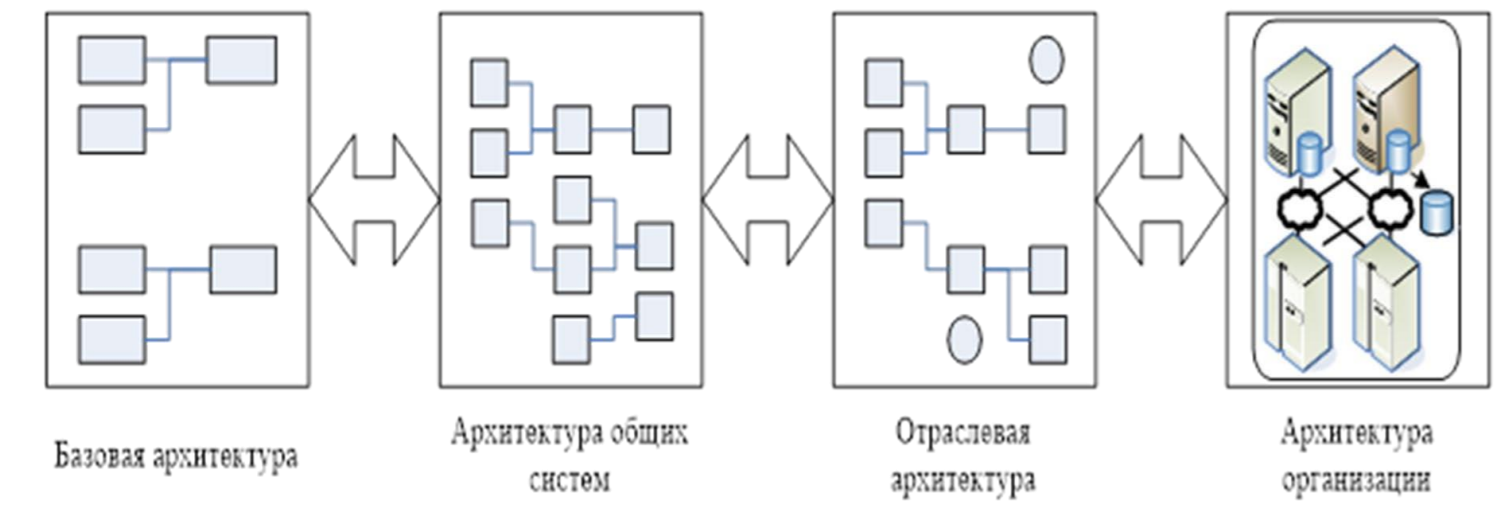 Базовая архитектура
Архитектура общих
систем
Отраслевая
архитектура
Архитектура
организации